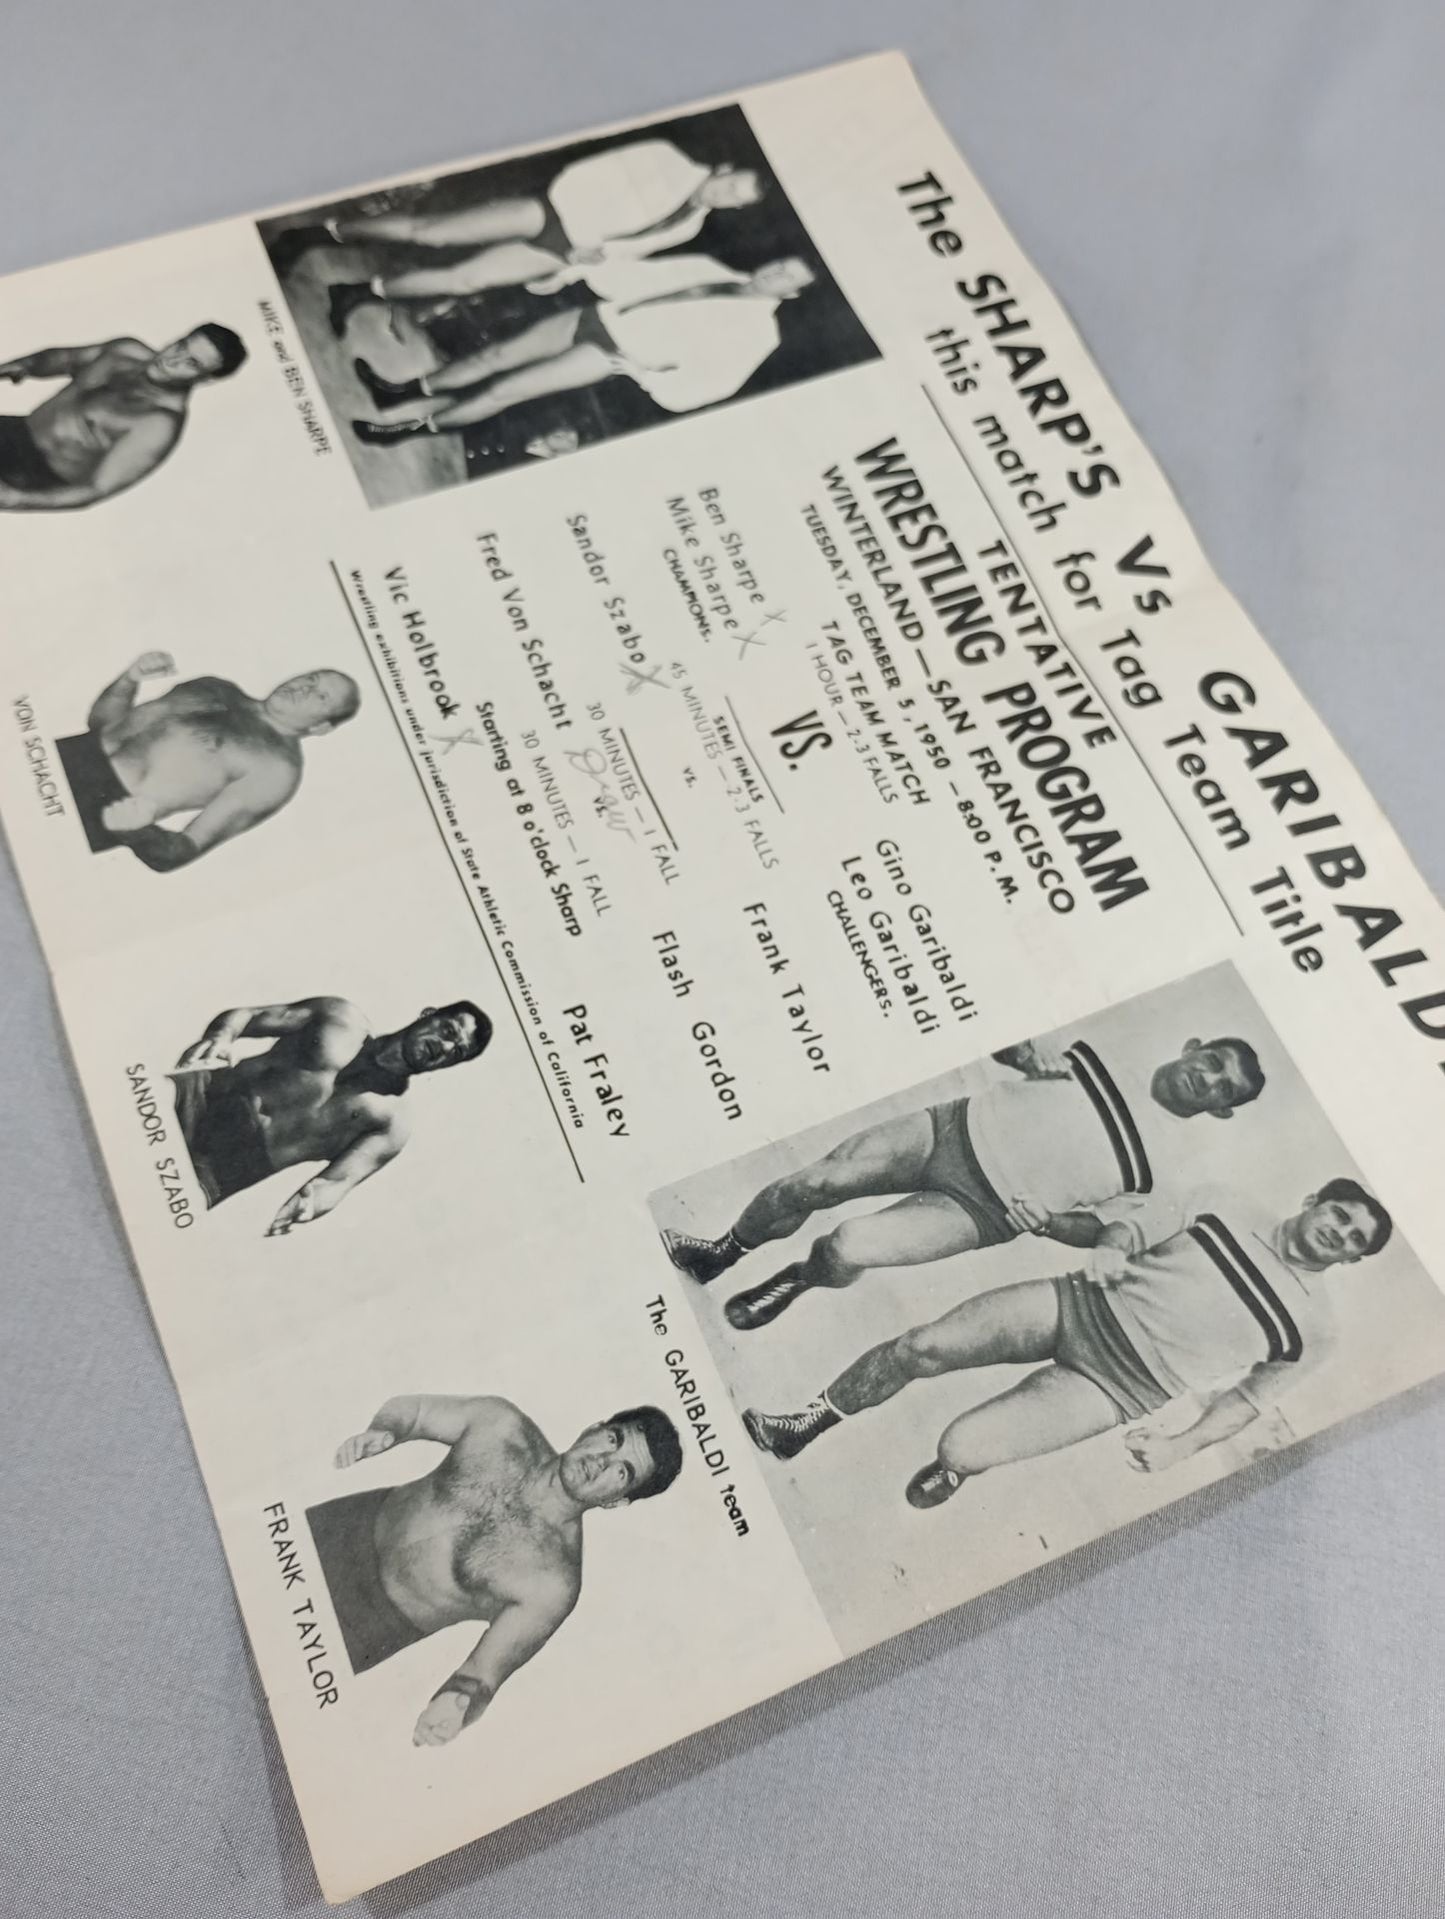 The SHARP'S Vs GARIBALDI
this match for Tag Team Title
TENTATIVE
WRESTLING PROGRAM
WINTERLAND — SAN FRANCISCO
TUESDAY, DECEMBER 5, 1950 — 8:00 P.M.
TAG TEAM MATCH
1 HOUR — 2-3 FALLS
Ben Sharpe X
Mike Sharpe X
CHAMPIONS.
VS.
Gino Garibaldi
Leo Garibaldi
CHALLENGERS.
SEMI FINALS
45 MINUTES — 2-3 FALLS
Sandor Szabo X
vs.
Frank Taylor
30 MINUTES — 1 FALL
Fred Von Schacht
Draw
vs.
Flash Gordon
30 MINUTES — 1 FALL
Vic Holbrook X
Starting at 8 o'clock Sharp
Pat Fraley
Wrestling exhibitions under jurisdiction of State Athletic Commission of California
MIKE and BEN SHARPE
The GARIBALDI team
VON SCHACHT
SANDOR SZABO
FRANK TAYLOR